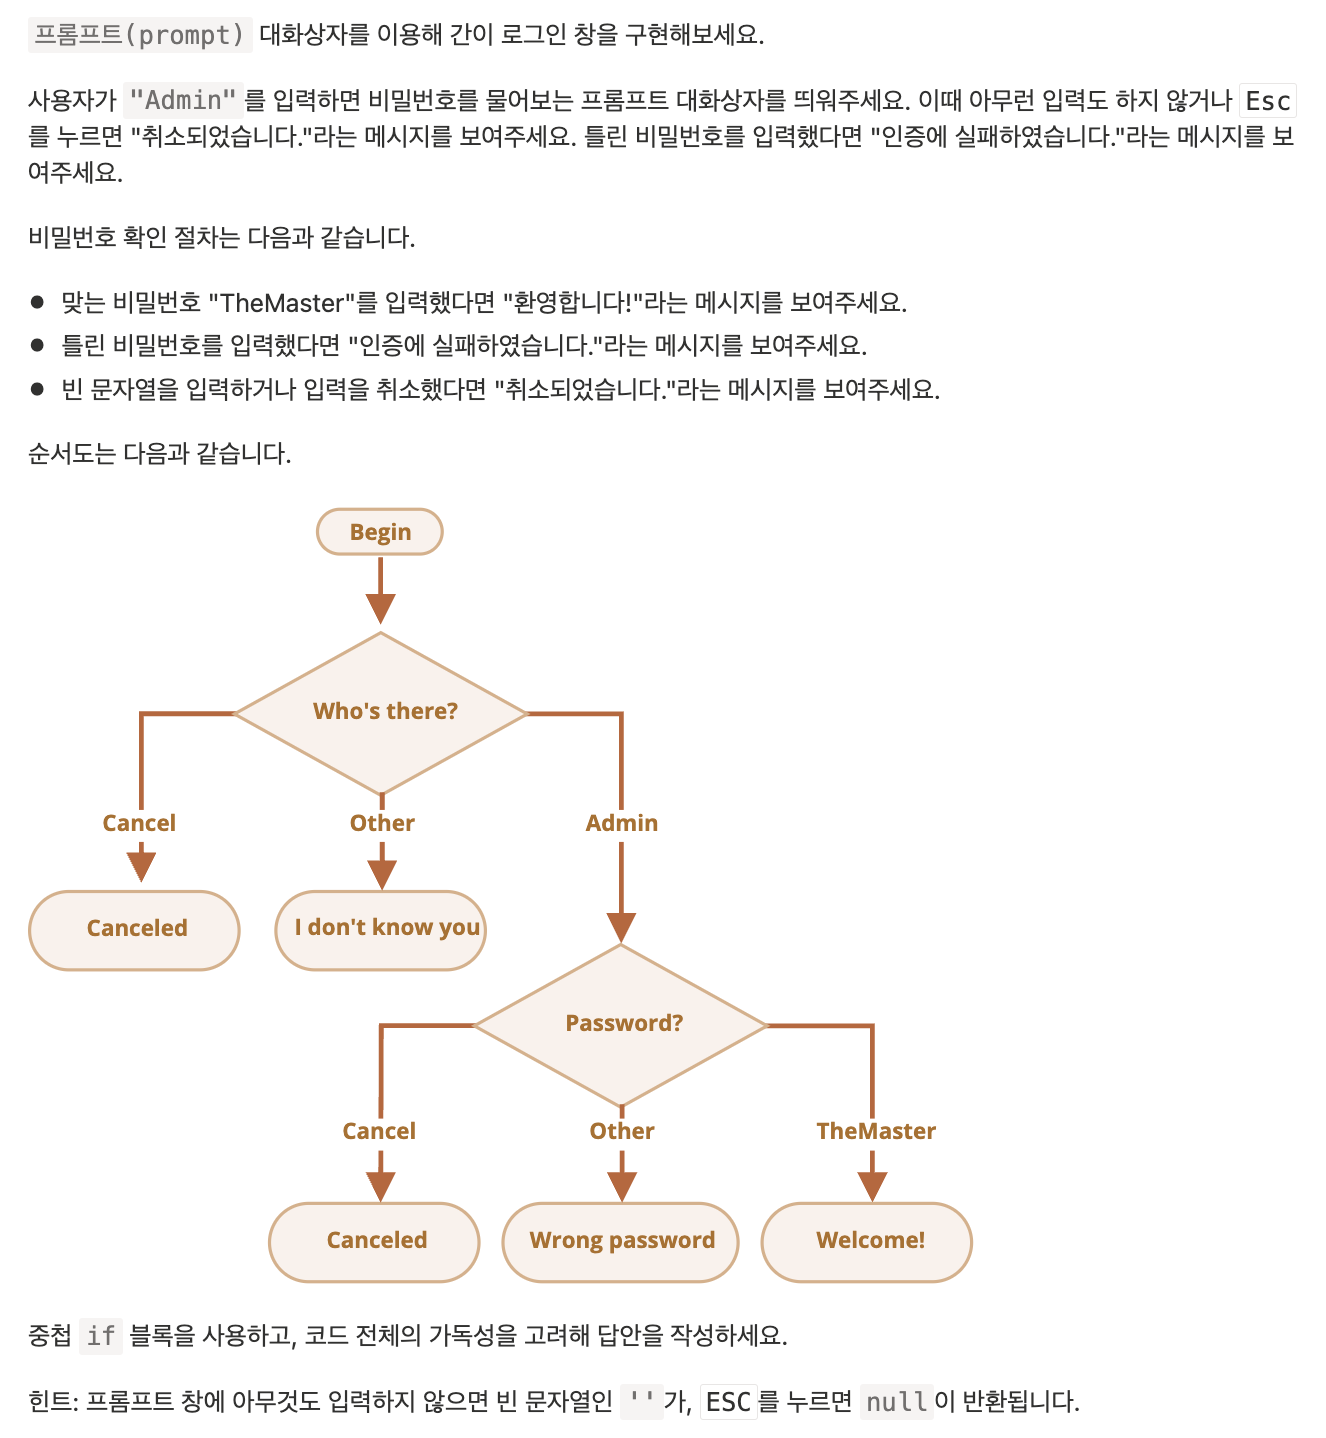 프롬프트(prompt) 대화상자를 이용해 간이 로그인 창을 구현해보세요.
사용자가 "Admin"를 입력하면 비밀번호를 물어보는 프롬프트 대화상자를 띄워주세요. 이때 아무런 입력도 하지 않거나 Esc
를 누르면 "취소되었습니다."라는 메시지를 보여주세요. 틀린 비밀번호를 입력했다면 "인증에 실패하였습니다."라는 메시지를 보
여주세요.
비밀번호 확인 절차는 다음과 같습니다.
● 맞는 비밀번호 "TheMaster"를 입력했다면 "환영합니다!"라는 메시지를 보여주세요.
● 틀린 비밀번호를 입력했다면 "인증에 실패하였습니다."라는 메시지를 보여주세요.
● 빈 문자열을 입력하거나 입력을 취소했다면 "취소되었습니다."라는 메시지를 보여주세요.
순서도는 다음과 같습니다.
Begin
Who's there?
Cancel
Other
Admin
Canceled
I don't know you
Password?
Cancel
Other
TheMaster
Canceled
Wrong password
Welcome!
중첩 if 블록을 사용하고, 코드 전체의 가독성을 고려해 답안을 작성하세요.
힌트: 프롬프트 창에 아무것도 입력하지 않으면 빈 문자열인 ''가, ESC를 누르면 null이 반환됩니다.